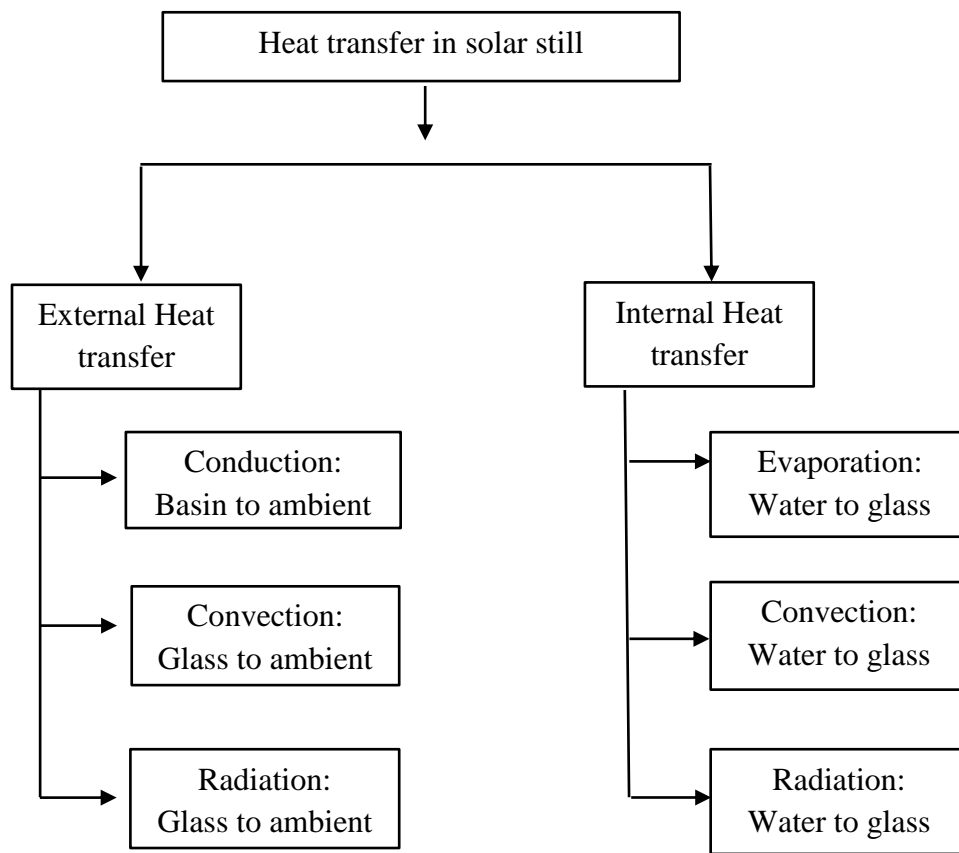 Heat transfer in solar still
External Heat
transfer
Internal Heat
transfer
Conduction:
Basin to ambient
Convection:
Glass to ambient
Radiation:
Glass to ambient
Evaporation:
Water to glass
Convection:
Water to glass
Radiation:
Water to glass